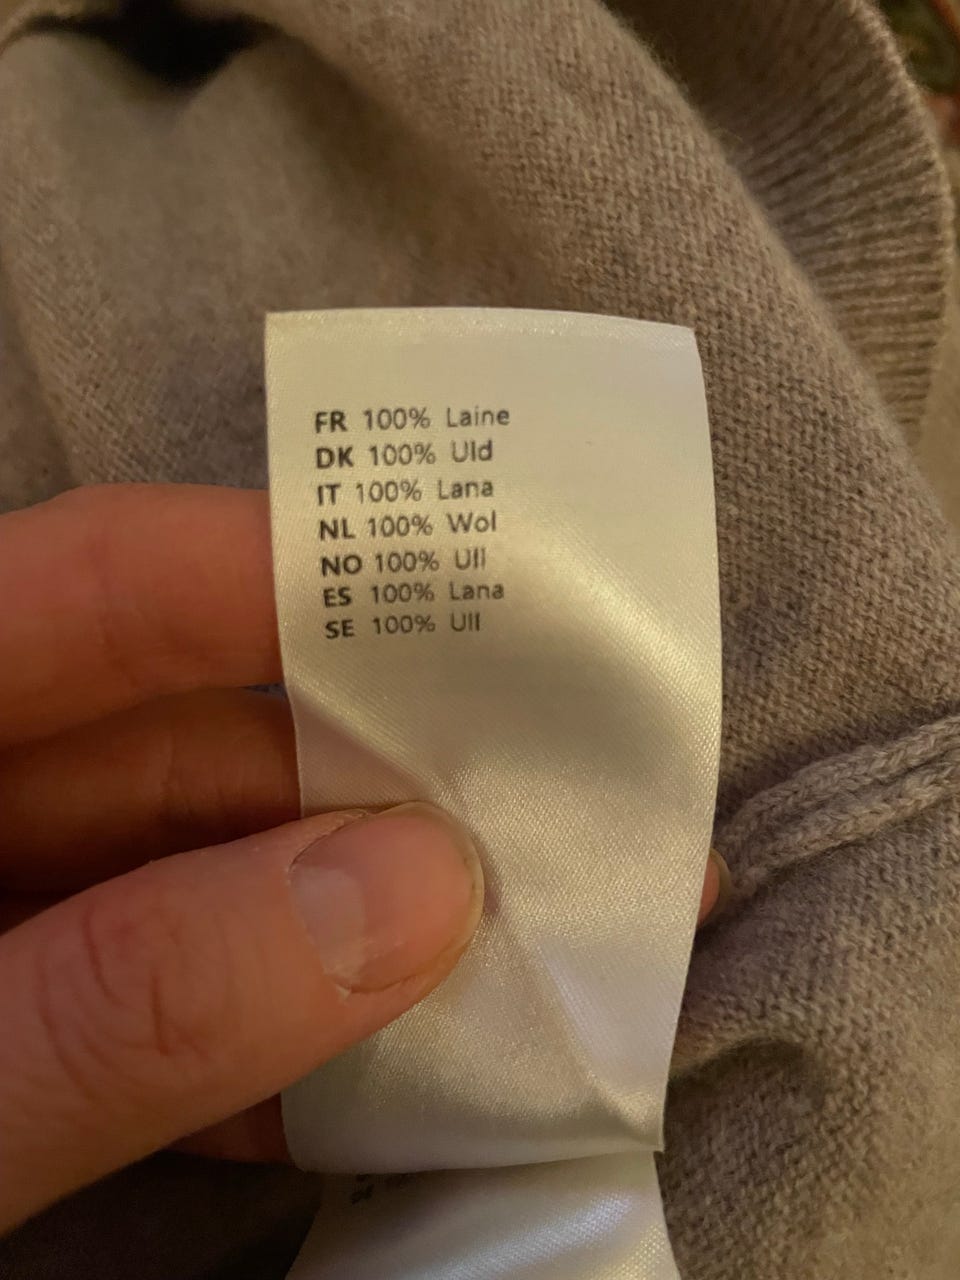 FR 100% Laine
DK 100% Uld
IT 100% Lana
NL 100% Wol
NO 100% Ull
ES 100% Lana
SE 100% Ull